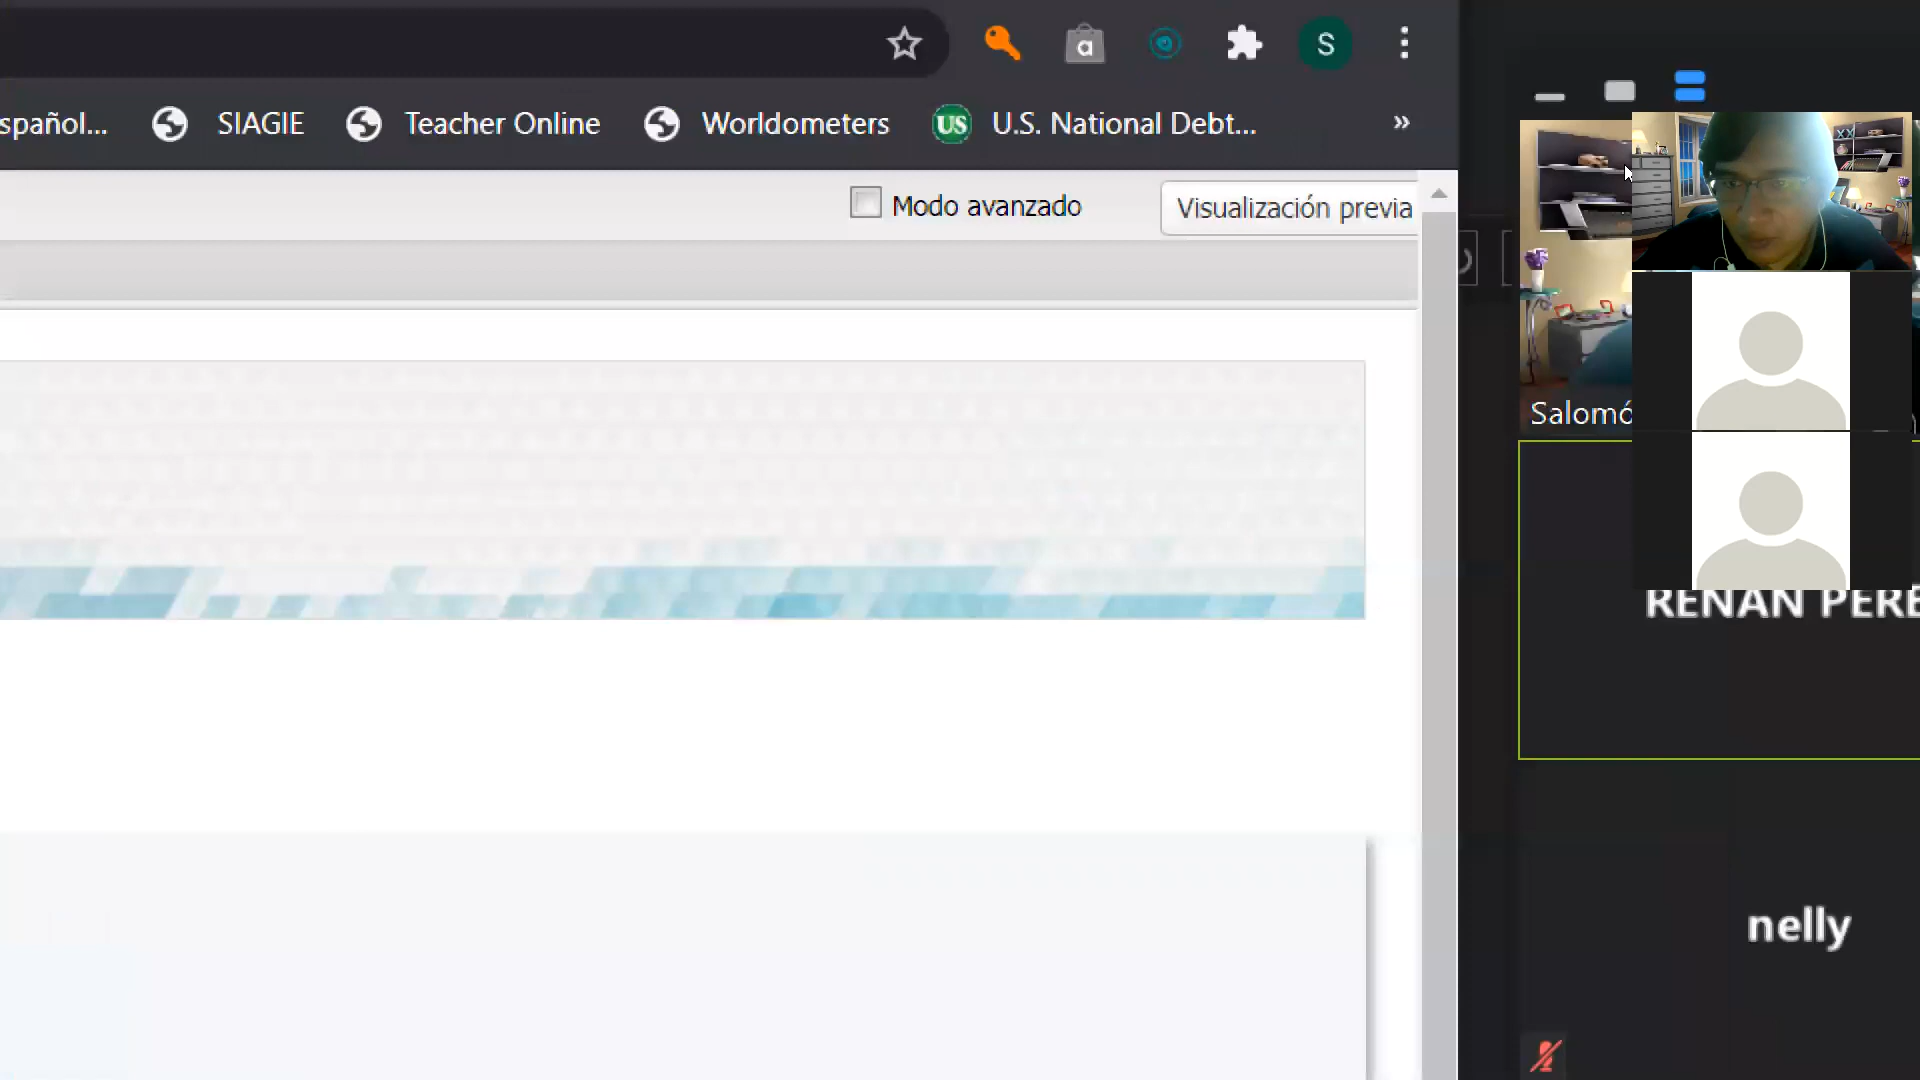 spañol... SIAGIE Teacher Online Worldometers US U.S. National Debt... »
a S
Modo avanzado Visualización previa
Salomó
RENAN PERE
nelly